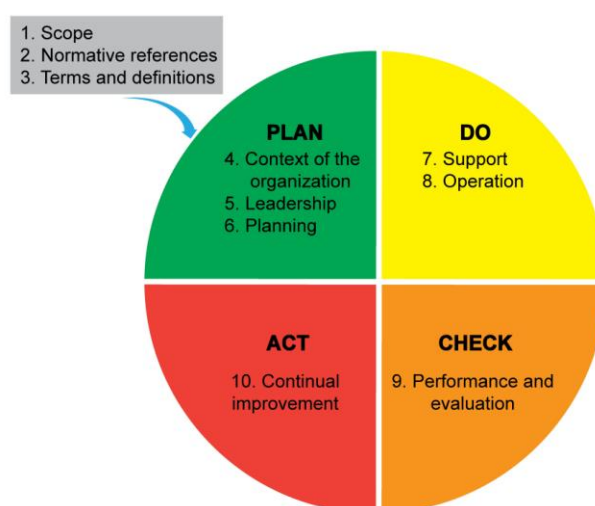 1. Scope
2. Normative references
3. Terms and definitions
PLAN
4. Context of the
organization
5. Leadership
6. Planning
DO
7. Support
8. Operation
ACT
10. Continual
improvement
CHECK
9. Performance and
evaluation